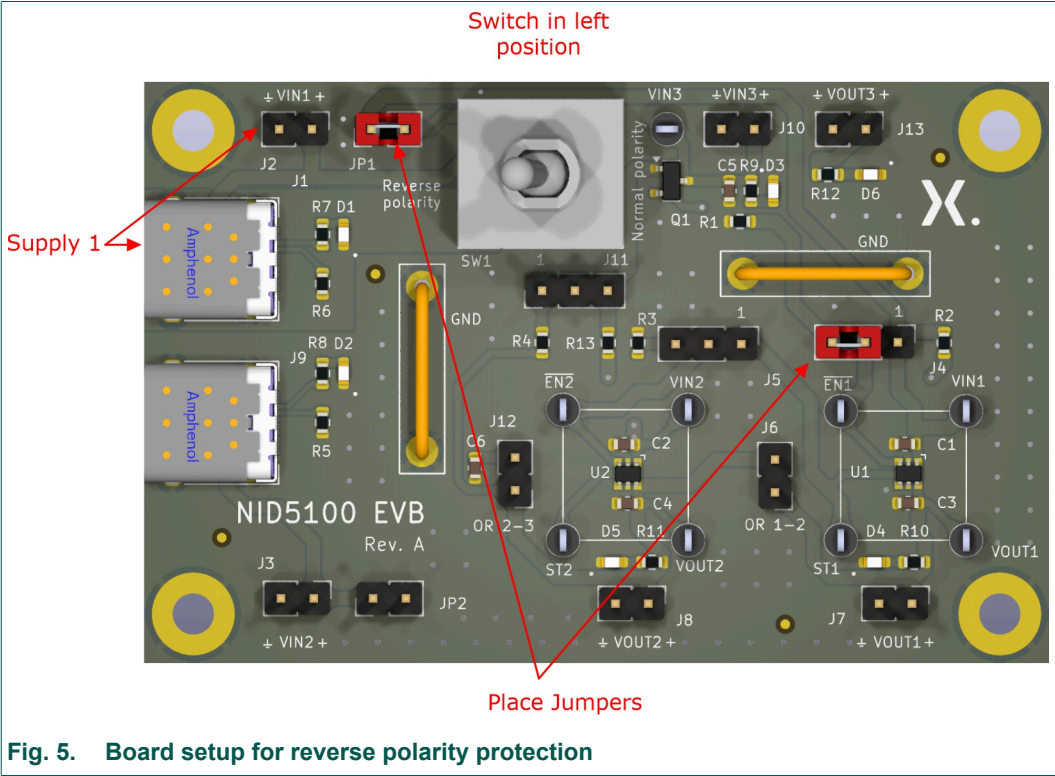 Switch in left
position
⏚ VIN1 +
VIN3
⏚VIN3+
⏚ VOUT3 +
J2
JP1
J10
J13
J1
Reverse
polarity
Normal polarity
C5 R9 D3
R12
D6
Q1
R1
R7 D1
Supply 1
Amphenol
GND
SW1
1
J11
R6
GND
R3
1
1
R2
R8 D2
J9
R4
R13
J5
J4
EN2
VIN2
EN1
VIN1
Amphenol
R5
J12
J6
C6
C2
C1
U2
U1
C4
C3
NID5100 EVB
OR 2-3
OR 1-2
Rev. A
D5 R11
D4 R10
ST2
VOUT2
ST1
VOUT1
J3
JP2
J8
J7
⏚ VIN2 +
⏚ VOUT2 +
⏚ VOUT1 +
Place Jumpers
Fig. 5. Board setup for reverse polarity protection